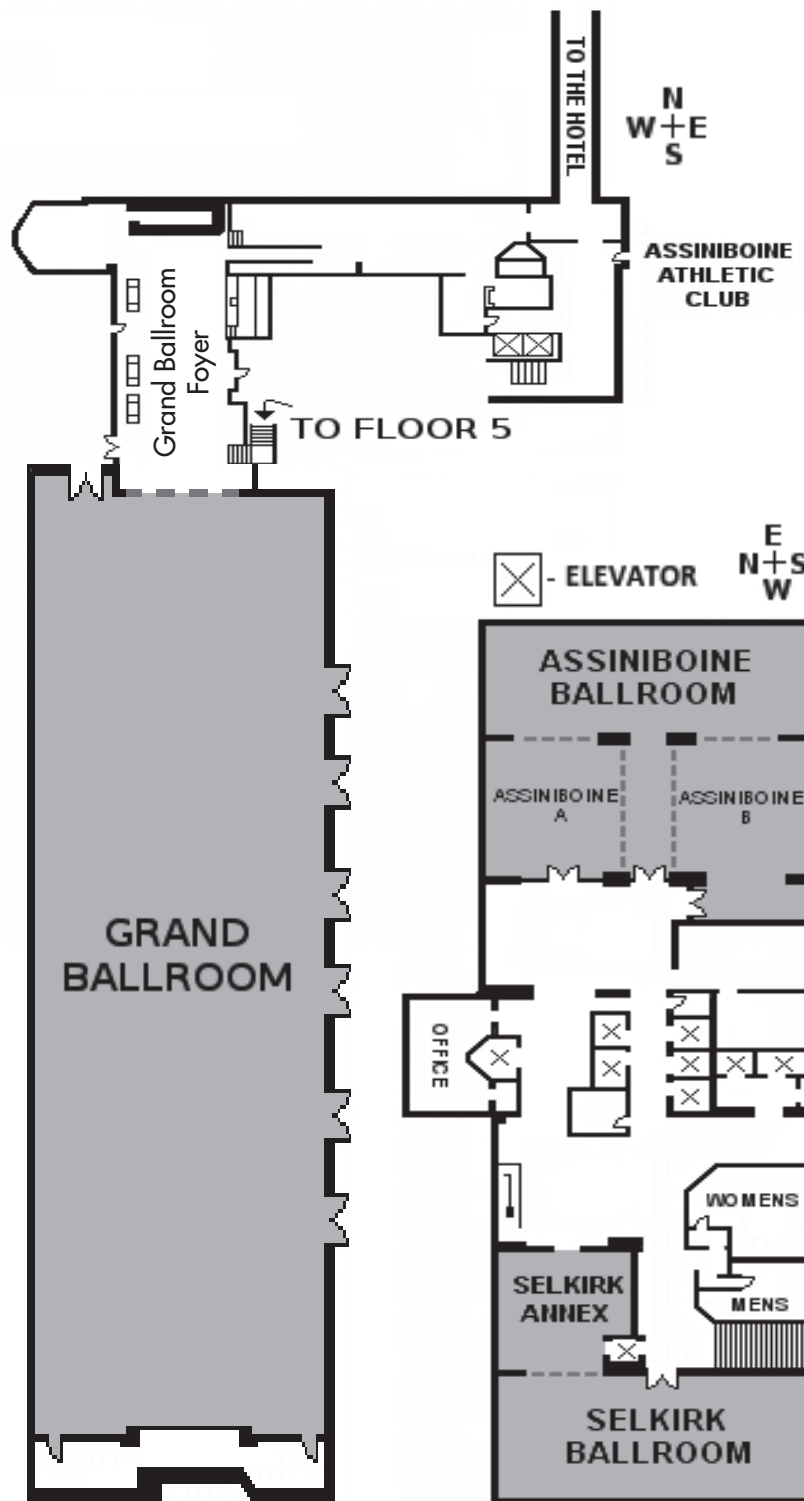 TO THE HOTEL
N
W+E
S
ASSINIBOINE
ATHLETIC
CLUB
Grand Ballroom
Foyer
TO FLOOR 5
- ELEVATOR
E
N+S
W
ASSINIBOINE
BALLROOM
ASSINIBOINE
A
ASSINIBOINE
B
GRAND
BALLROOM
OFFICE
WOMENS
SELKIRK
ANNEX
MENS
SELKIRK
BALLROOM